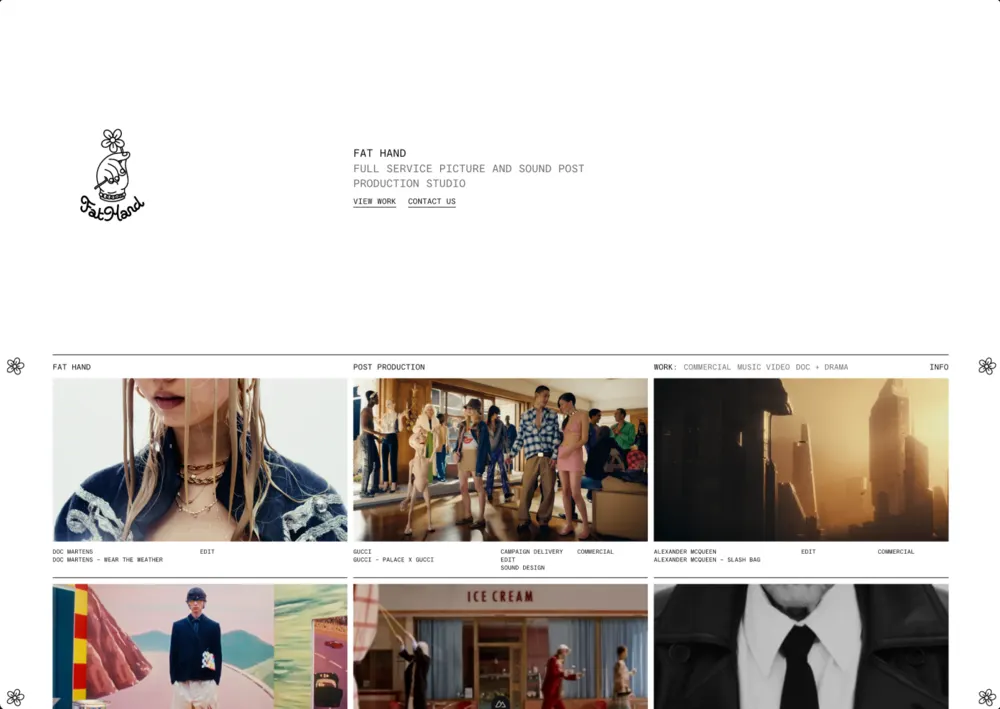 Fat Hand
FAT HAND
FULL SERVICE PICTURE AND SOUND POST
PRODUCTION STUDIO
VIEW WORK CONTACT US
FAT HAND
POST PRODUCTION
WORK: COMMERCIAL MUSIC VIDEO DOC + DRAMA
INFO
DOC MARTENS EDIT
DOC MARTENS – WEAR THE WEATHER
GUCCI CAMPAIGN DELIVERY COMMERCIAL
GUCCI – PALACE X GUCCI EDIT
SOUND DESIGN
ALEXANDER MCQUEEN EDIT COMMERCIAL
ALEXANDER MCQUEEN – SLASH BAG
ICE CREAM